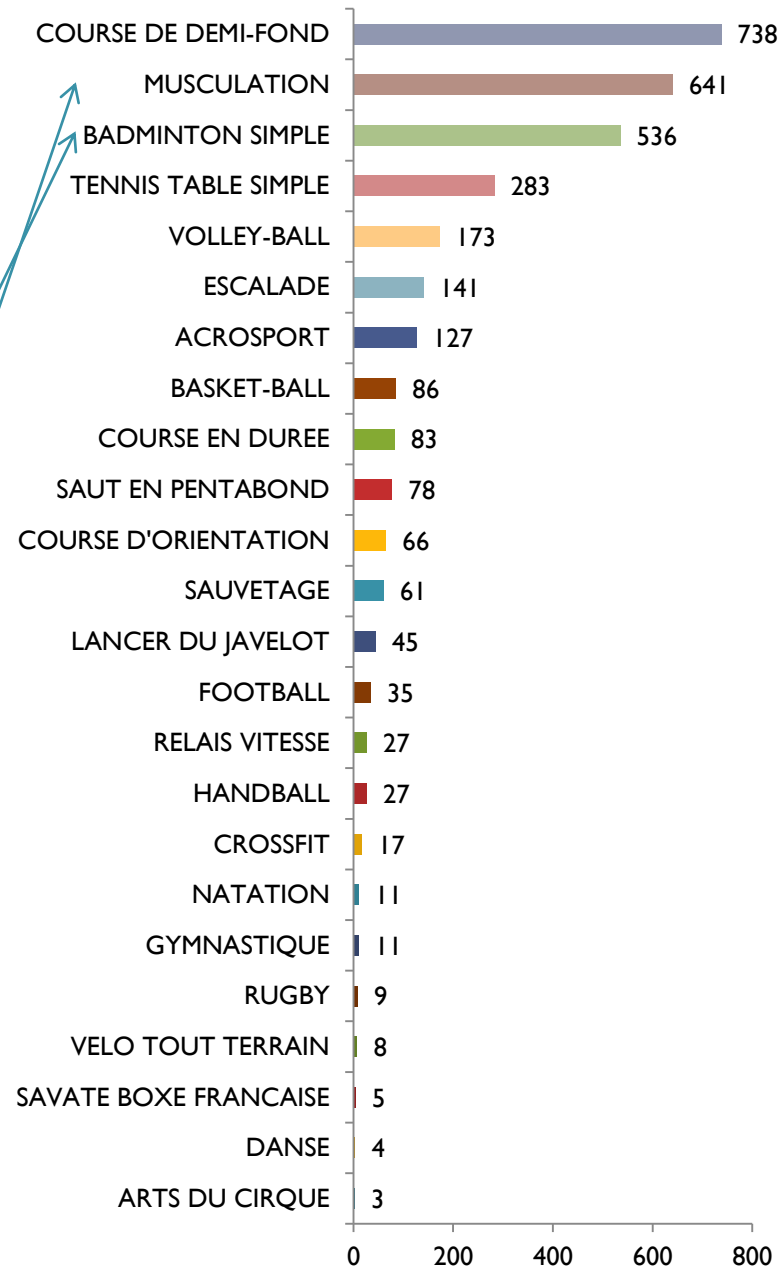 COURSE DE DEMI-FOND 738
MUSCULATION 641
BADMINTON SIMPLE 536
TENNIS TABLE SIMPLE 283
VOLLEY-BALL 173
ESCALADE 141
ACROSPORT 127
BASKET-BALL 86
COURSE EN DUREE 83
SAUT EN PENTABOND 78
COURSE D'ORIENTATION 66
SAUVETAGE 61
LANCER DU JAVELOT 45
FOOTBALL 35
RELAIS VITESSE 27
HANDBALL 27
CROSSFIT 17
NATATION 11
GYMNASTIQUE 11
RUGBY 9
VELO TOUT TERRAIN 8
SAVATE BOXE FRANCAISE 5
DANSE 4
ARTS DU CIRQUE 3
0 200 400 600 800